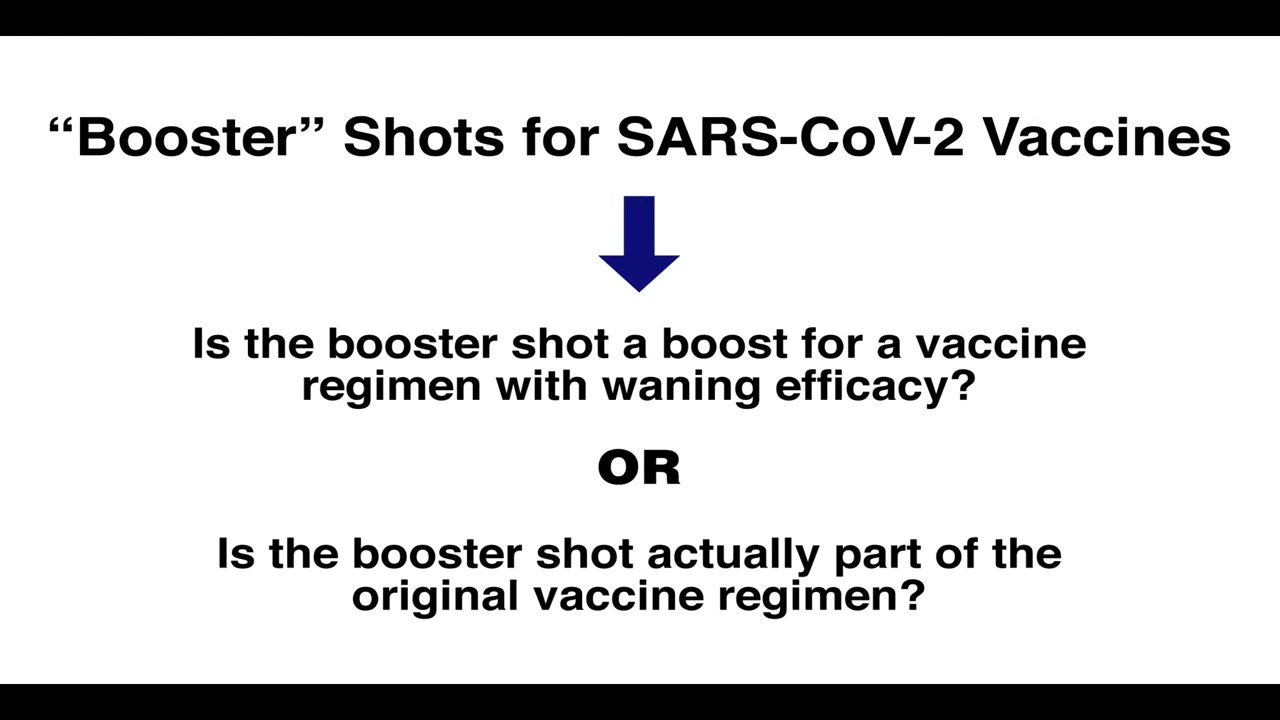 “Booster” Shots for SARS-CoV-2 Vaccines
Is the booster shot a boost for a vaccine
regimen with waning efficacy?
OR
Is the booster shot actually part of the
original vaccine regimen?